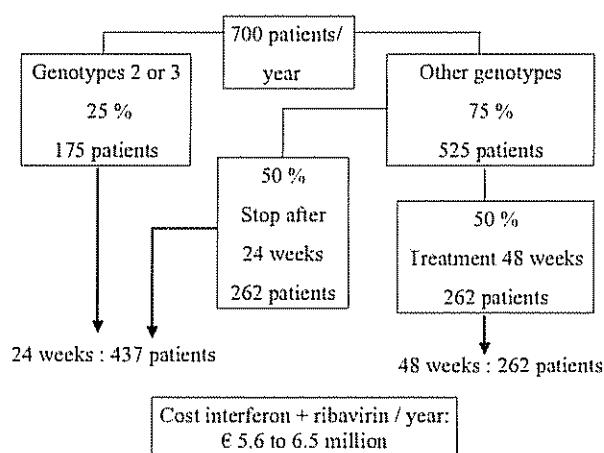 700 patients/
year
Genotypes 2 or 3
25 %
175 patients
Other genotypes
75 %
525 patients
50 %
Stop after
24 weeks
262 patients
50 %
Treatment 48 weeks
262 patients
24 weeks : 437 patients
48 weeks : 262 patients
Cost interferon + ribavirin / year:
€ 5.6 to 6.5 million